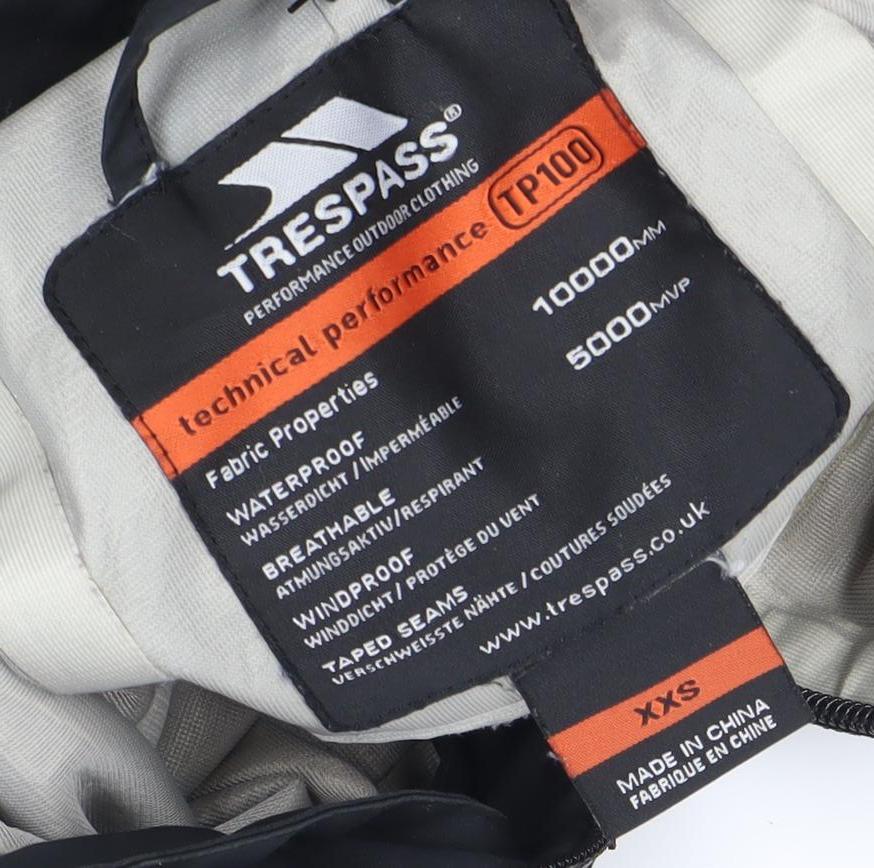 TRESPASS®
PERFORMANCE OUTDOOR CLOTHING
technical performance TP100
Fabric Properties
WATERPROOF 10000MM
WASSERDICHT / IMPERMÉABLE
BREATHABLE 5000MVP
ATMUNGSAKTIV/RESPIRANT
WINDPROOF
WINDDICHT / PROTÈGE DU VENT
TAPED SEAMS
VERSCHWEISSTE NÄHTE / COUTURES SOUDÉES
www.trespass.co.uk
XXS
MADE IN CHINA
FABRIQUE EN CHINE